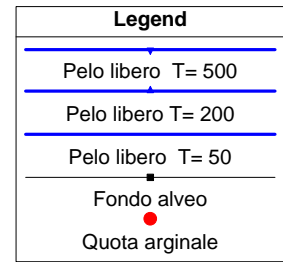 Legend
Pelo libero T= 500
Pelo libero T= 200
Pelo libero T= 50
Fondo alveo
Quota arginale